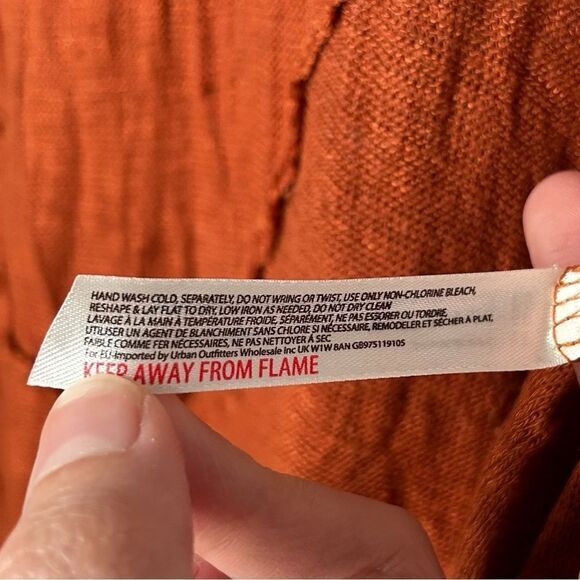 HAND WASH COLD, SEPARATELY, DO NOT WRING OR TWIST, USE ONLY NON-CHLORINE BLEACH,
RESHAPE & LAY FLAT TO DRY, LOW IRON AS NEEDED, DO NOT DRY CLEAN
LAVAGE À LA MAIN À TEMPÉRATURE FROIDE, SÉPARÉMENT, NE PAS ESSORER OU TORDRE,
UTILISER UN AGENT DE BLANCHIMENT SANS CHLORE SI NÉCESSAIRE, REMODELER ET SÉCHER À PLAT,
FAIBLE COMME FER NÉCESSAIRES, NE PAS NETTOYER À SEC
For EU-Imported by Urban Outfitters Wholesale Inc UK W1W 8AN GB975119105
KEEP AWAY FROM FLAME